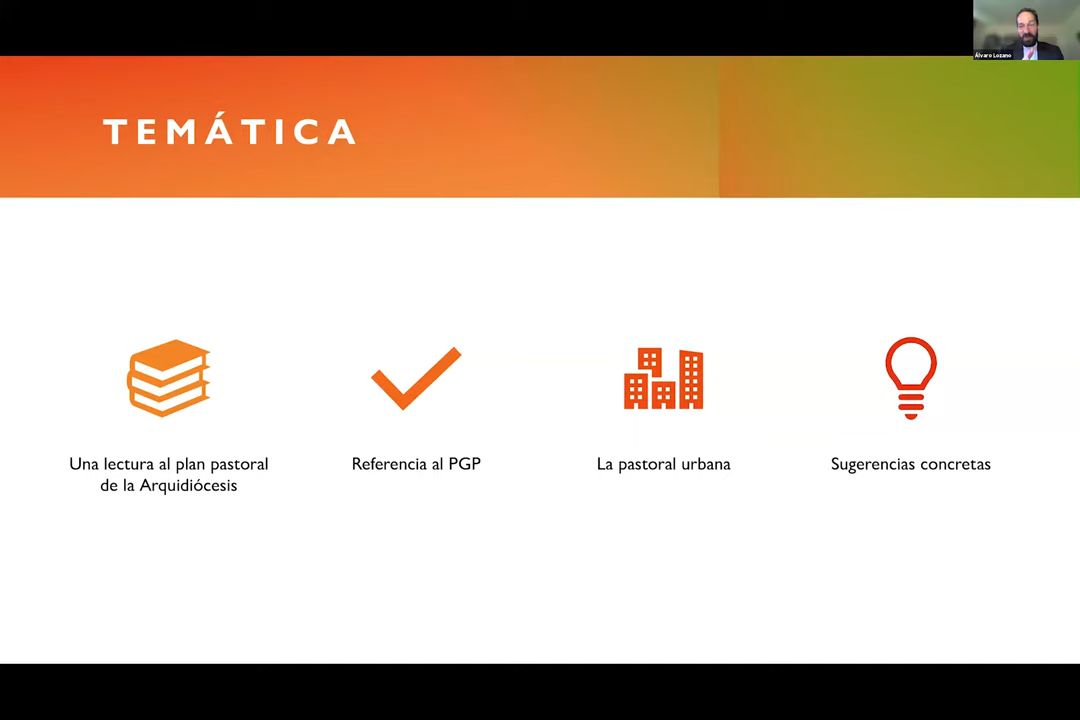 Álvaro Lozano
TEMÁTICA
Una lectura al plan pastoral
de la Arquidiócesis
Referencia al PGP
La pastoral urbana
Sugerencias concretas